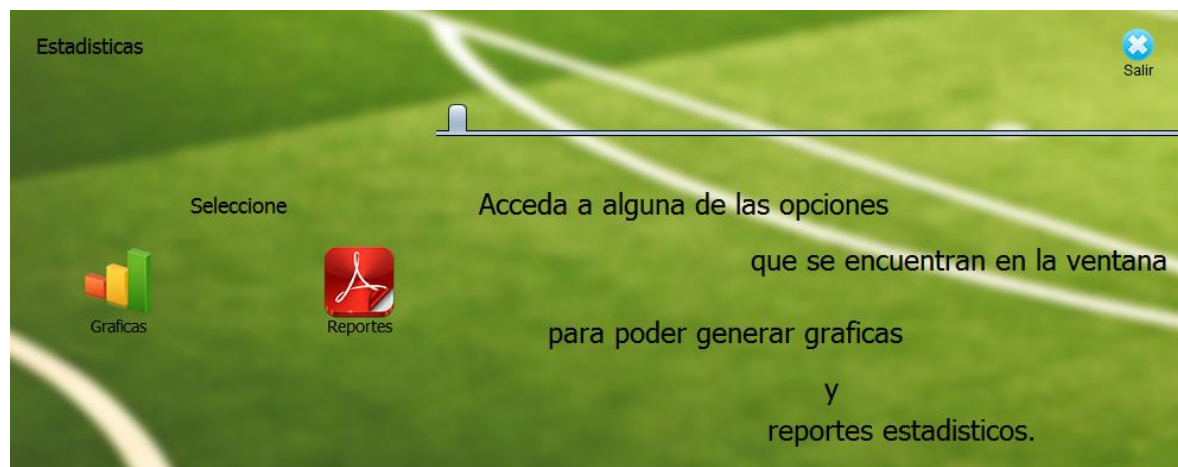 Estadisticas
Salir
Seleccione
Graficas
Reportes
Acceda a alguna de las opciones
que se encuentran en la ventana
para poder generar graficas
y
reportes estadisticos.